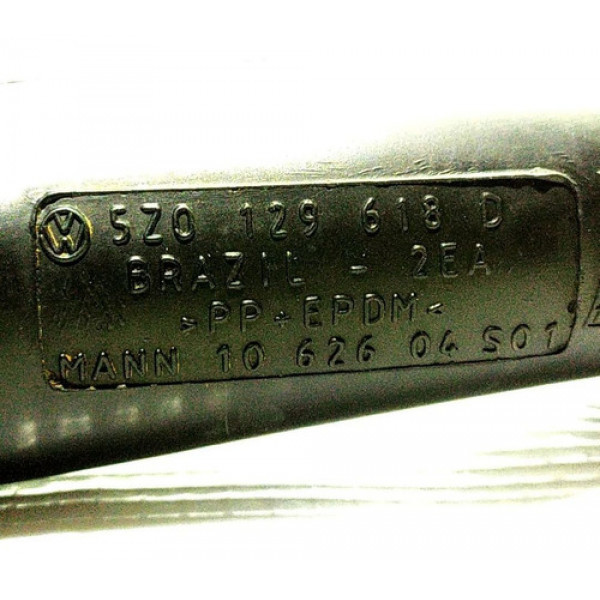 5Z0 129 618 D
BRAZIL - 2EA
>PP+EPDM<
MANN 10 626 04 S01